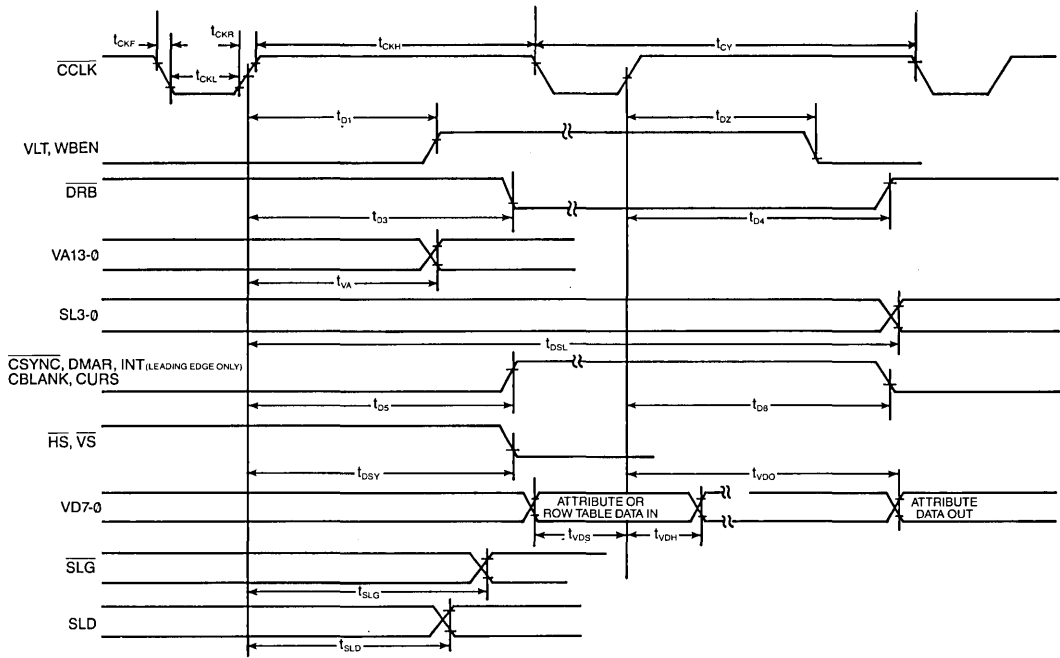 tCKF
tCKR
tCKH
tCY
CCLK
tCKL
tD1
tDZ
VLT, WBEN
DRB
tD3
tD4
VA13-0
tVA
SL3-0
tDSL
CSYNC, DMAR, INT (LEADING EDGE ONLY)
CBLANK, CURS
tD5
tD6
HS, VS
tDSY
tVDO
VD7-0
ATTRIBUTE OR
ROW TABLE DATA IN
ATTRIBUTE
DATA OUT
tVDS
tVDH
SLG
tSLG
SLD
tSLD